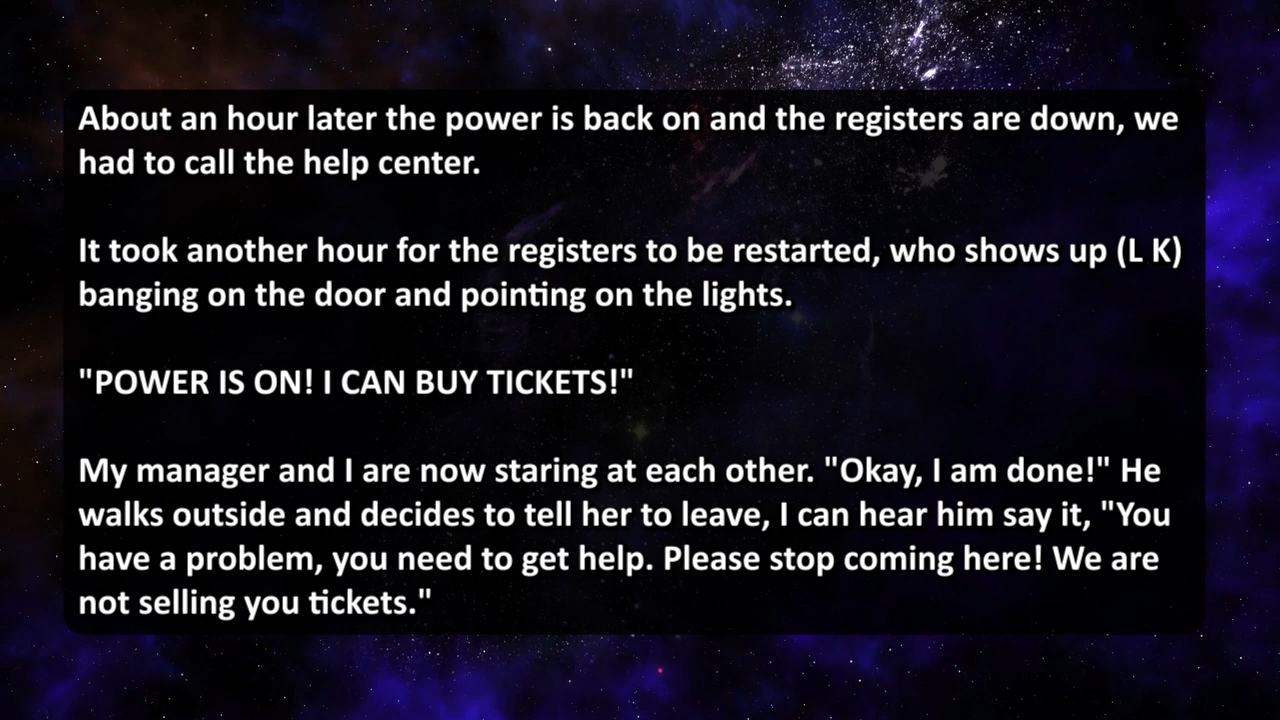 About an hour later the power is back on and the registers are down, we
had to call the help center.
It took another hour for the registers to be restarted, who shows up (L K)
banging on the door and pointing on the lights.
"POWER IS ON! I CAN BUY TICKETS!"
My manager and I are now staring at each other. "Okay, I am done!" He
walks outside and decides to tell her to leave, I can hear him say it, "You
have a problem, you need to get help. Please stop coming here! We are
not selling you tickets."